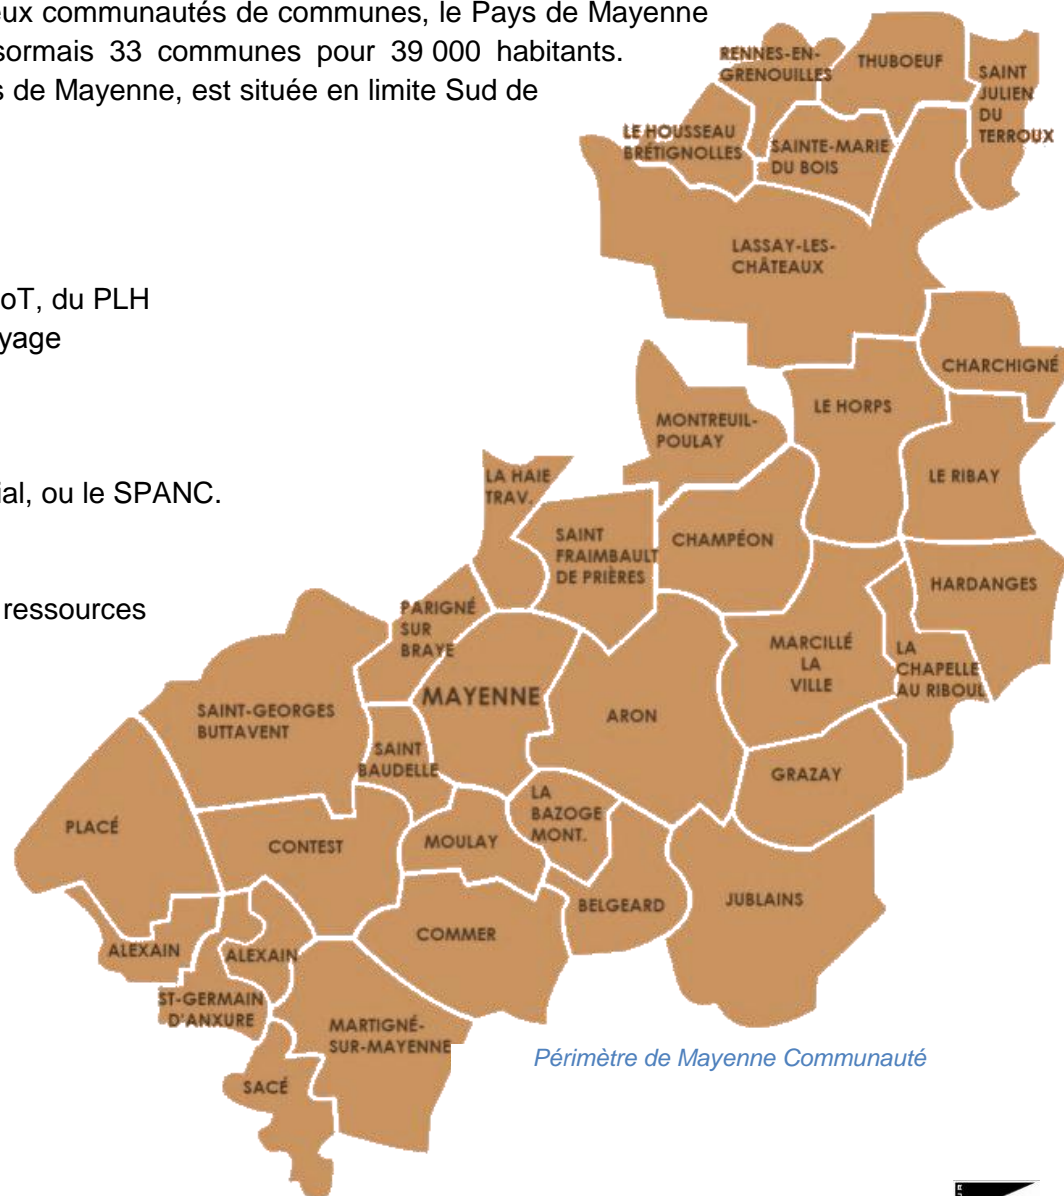 eux communautés de communes, le Pays de Mayenne
sormais 33 communes pour 39 000 habitants.
s de Mayenne, est située en limite Sud de
oT, du PLH
yage
ial, ou le SPANC.
ressources
RENNES-EN-
GRENOUILLES
THUBOEUF
SAINT
JULIEN
DU
TERROUX
LE HOUSSEAU
BRÉTIGNOLLES
SAINTE-MARIE
DU BOIS
LASSAY-LES-
CHÂTEAUX
CHARCHIGNÉ
LE HORPS
MONTREUIL-
POULAY
LE RIBAY
LA HAIE
TRAV.
SAINT
FRAIMBAULT
DE PRIÈRES
CHAMPÉON
HARDANGES
PARIGNÉ
SUR
BRAYE
MARCILLÉ
LA
VILLE
LA
CHAPELLE
AU RIBOUL
MAYENNE
SAINT-GEORGES
BUTTAVENT
ARON
SAINT
BAUDELLE
GRAZAY
LA
BAZOGE
MONT.
PLACÉ
CONTEST
MOULAY
JUBLAINS
BELGEARD
COMMER
ALEXAIN
ALEXAIN
ST-GERMAIN
D'ANXURE
MARTIGNÉ-
SUR-MAYENNE
SACÉ
Périmètre de Mayenne Communauté